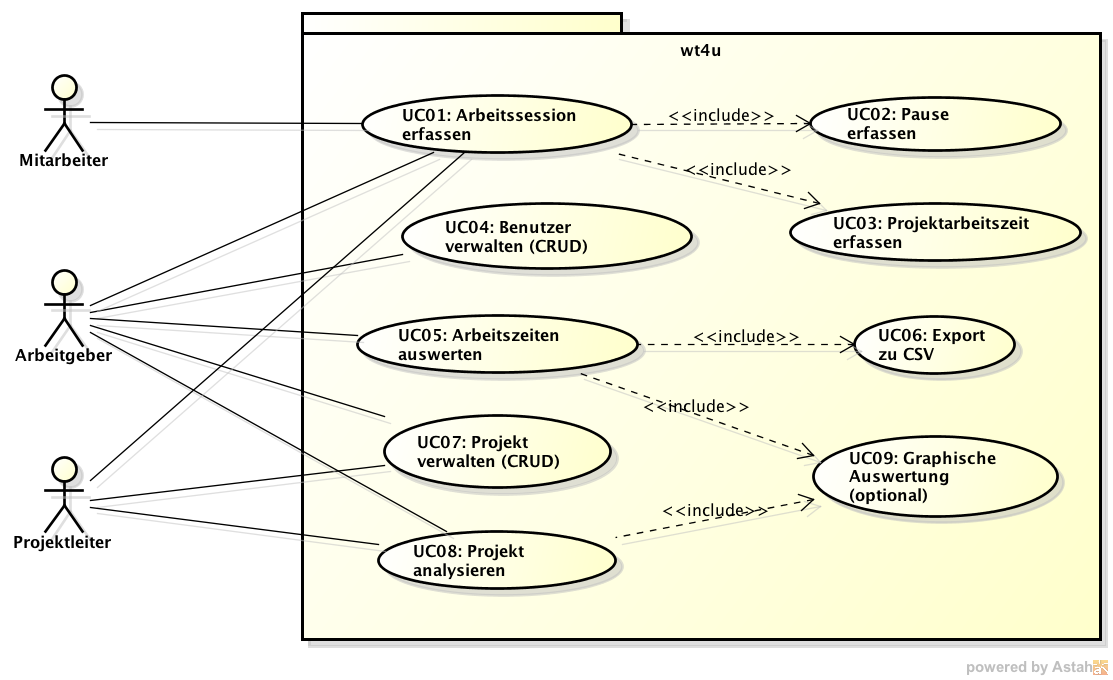 wt4u
Mitarbeiter
UC01: Arbeitssession
erfassen
<<include>>
UC02: Pause
erfassen
<<include>>
UC03: Projektarbeitszeit
erfassen
UC04: Benutzer
verwalten (CRUD)
Arbeitgeber
UC05: Arbeitszeiten
auswerten
<<include>>
UC06: Export
zu CSV
<<include>>
UC07: Projekt
verwalten (CRUD)
UC09: Graphische
Auswertung
(optional)
Projektleiter
<<include>>
UC08: Projekt
analysieren
powered by Astah